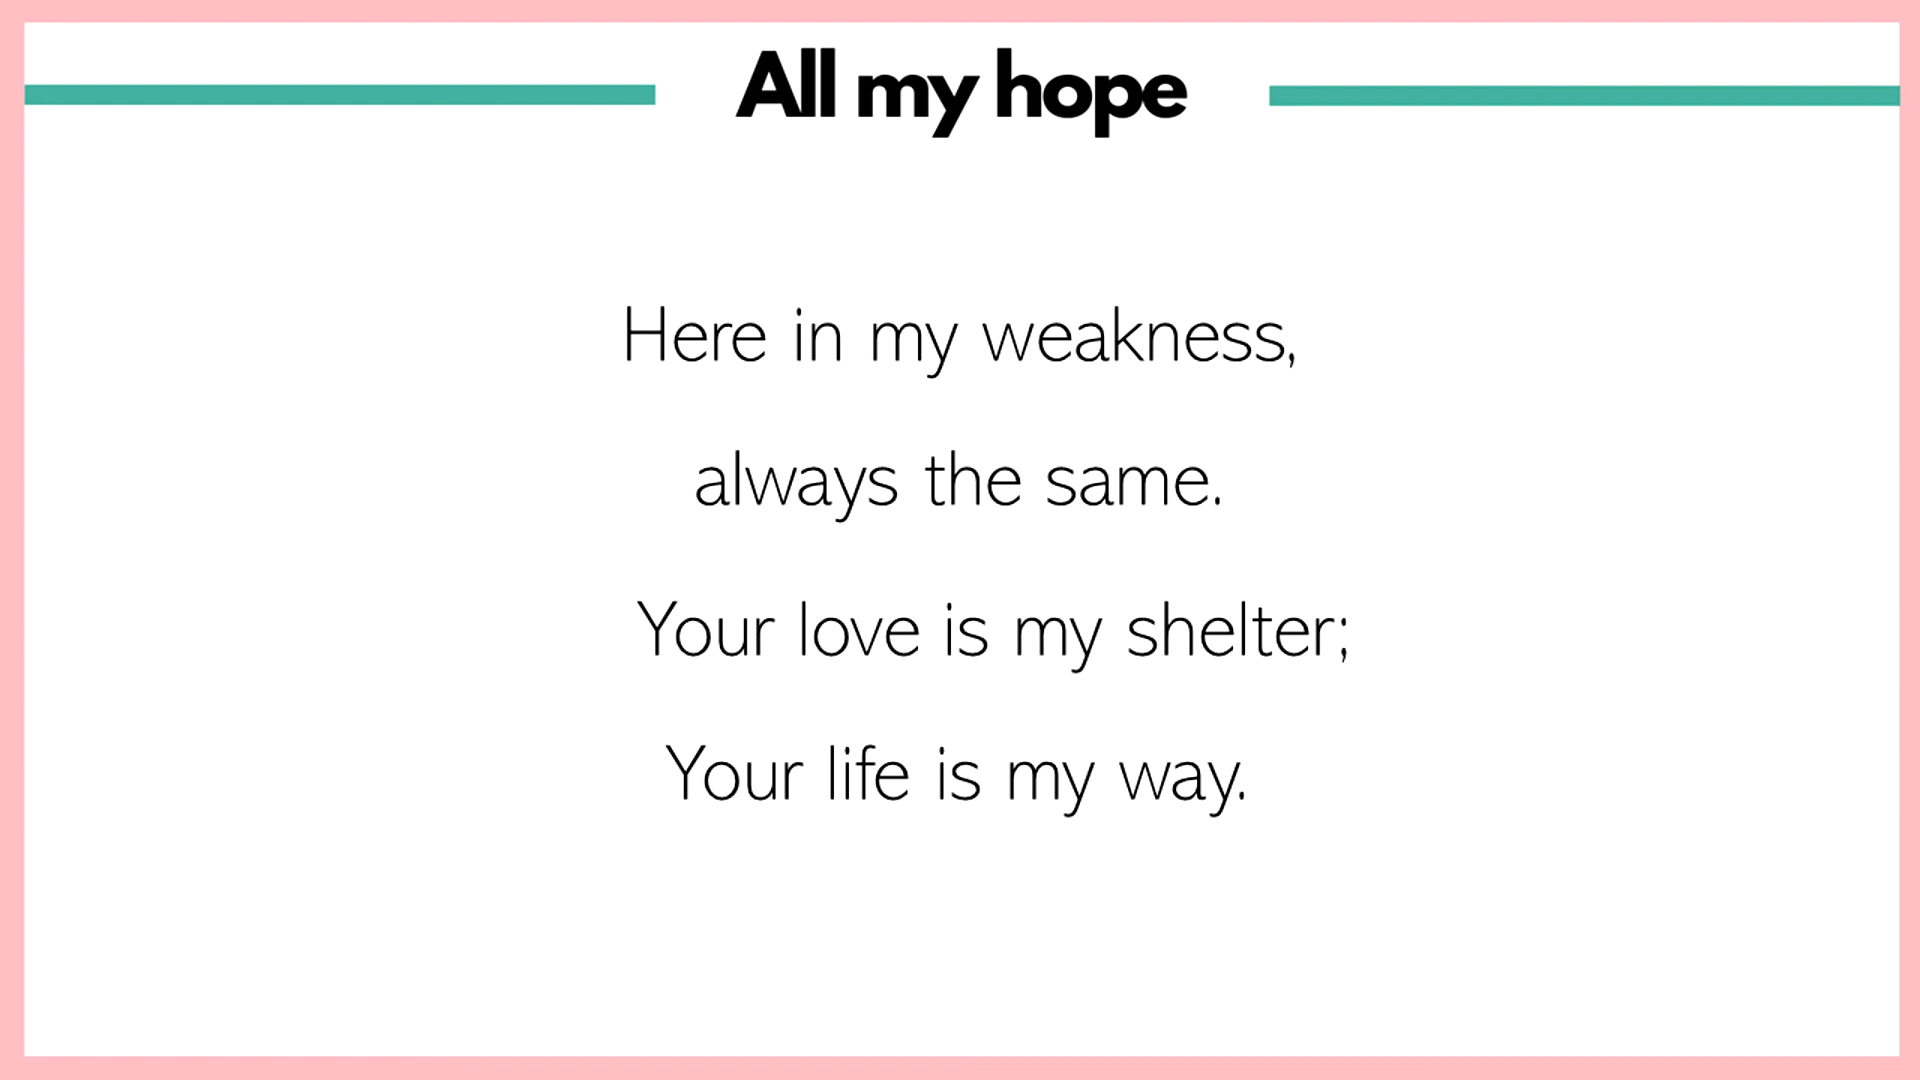 All my hope
Here in my weakness,
always the same.
Your love is my shelter;
Your life is my way.